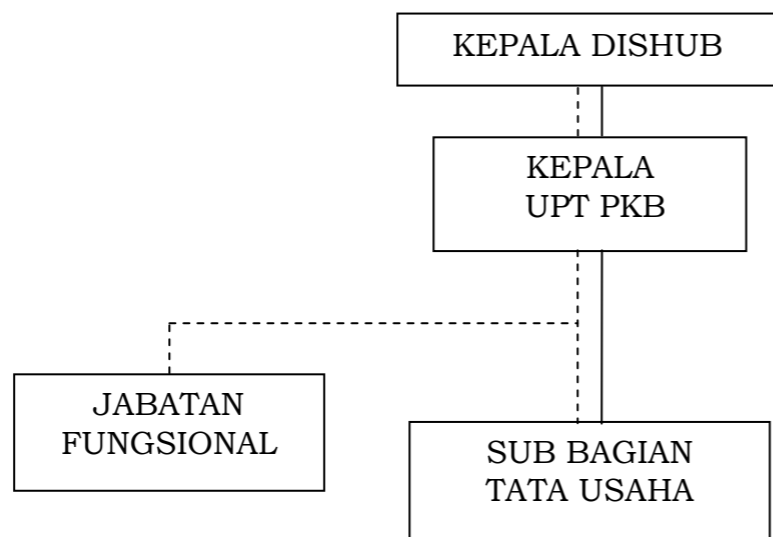 KEPALA DISHUB
KEPALA
UPT PKB
JABATAN
FUNGSIONAL
SUB BAGIAN
TATA USAHA